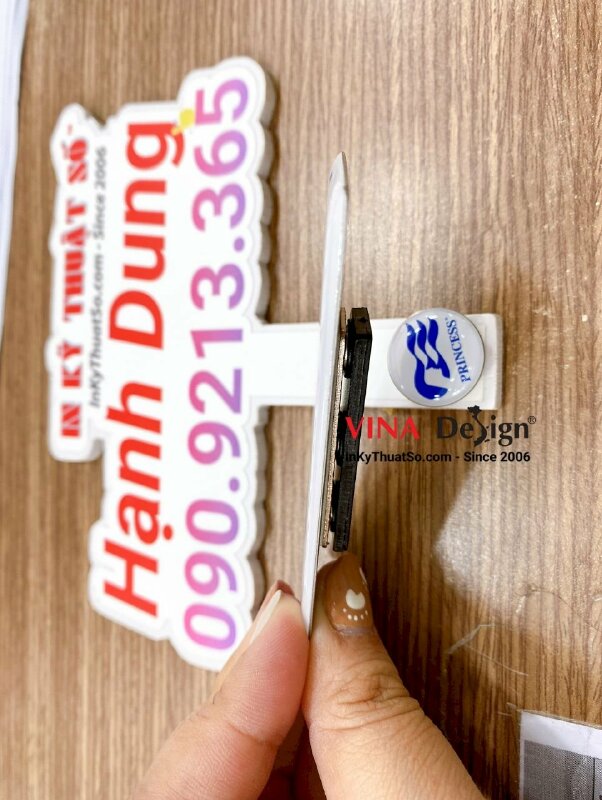 IN KỸ THUẬT SỐ
InKyThuatSo.com - Since 2006
Hạnh Dung
090.9213.365
PRINCESS®
VINA Design®
InKyThuatSo.com - Since 2006